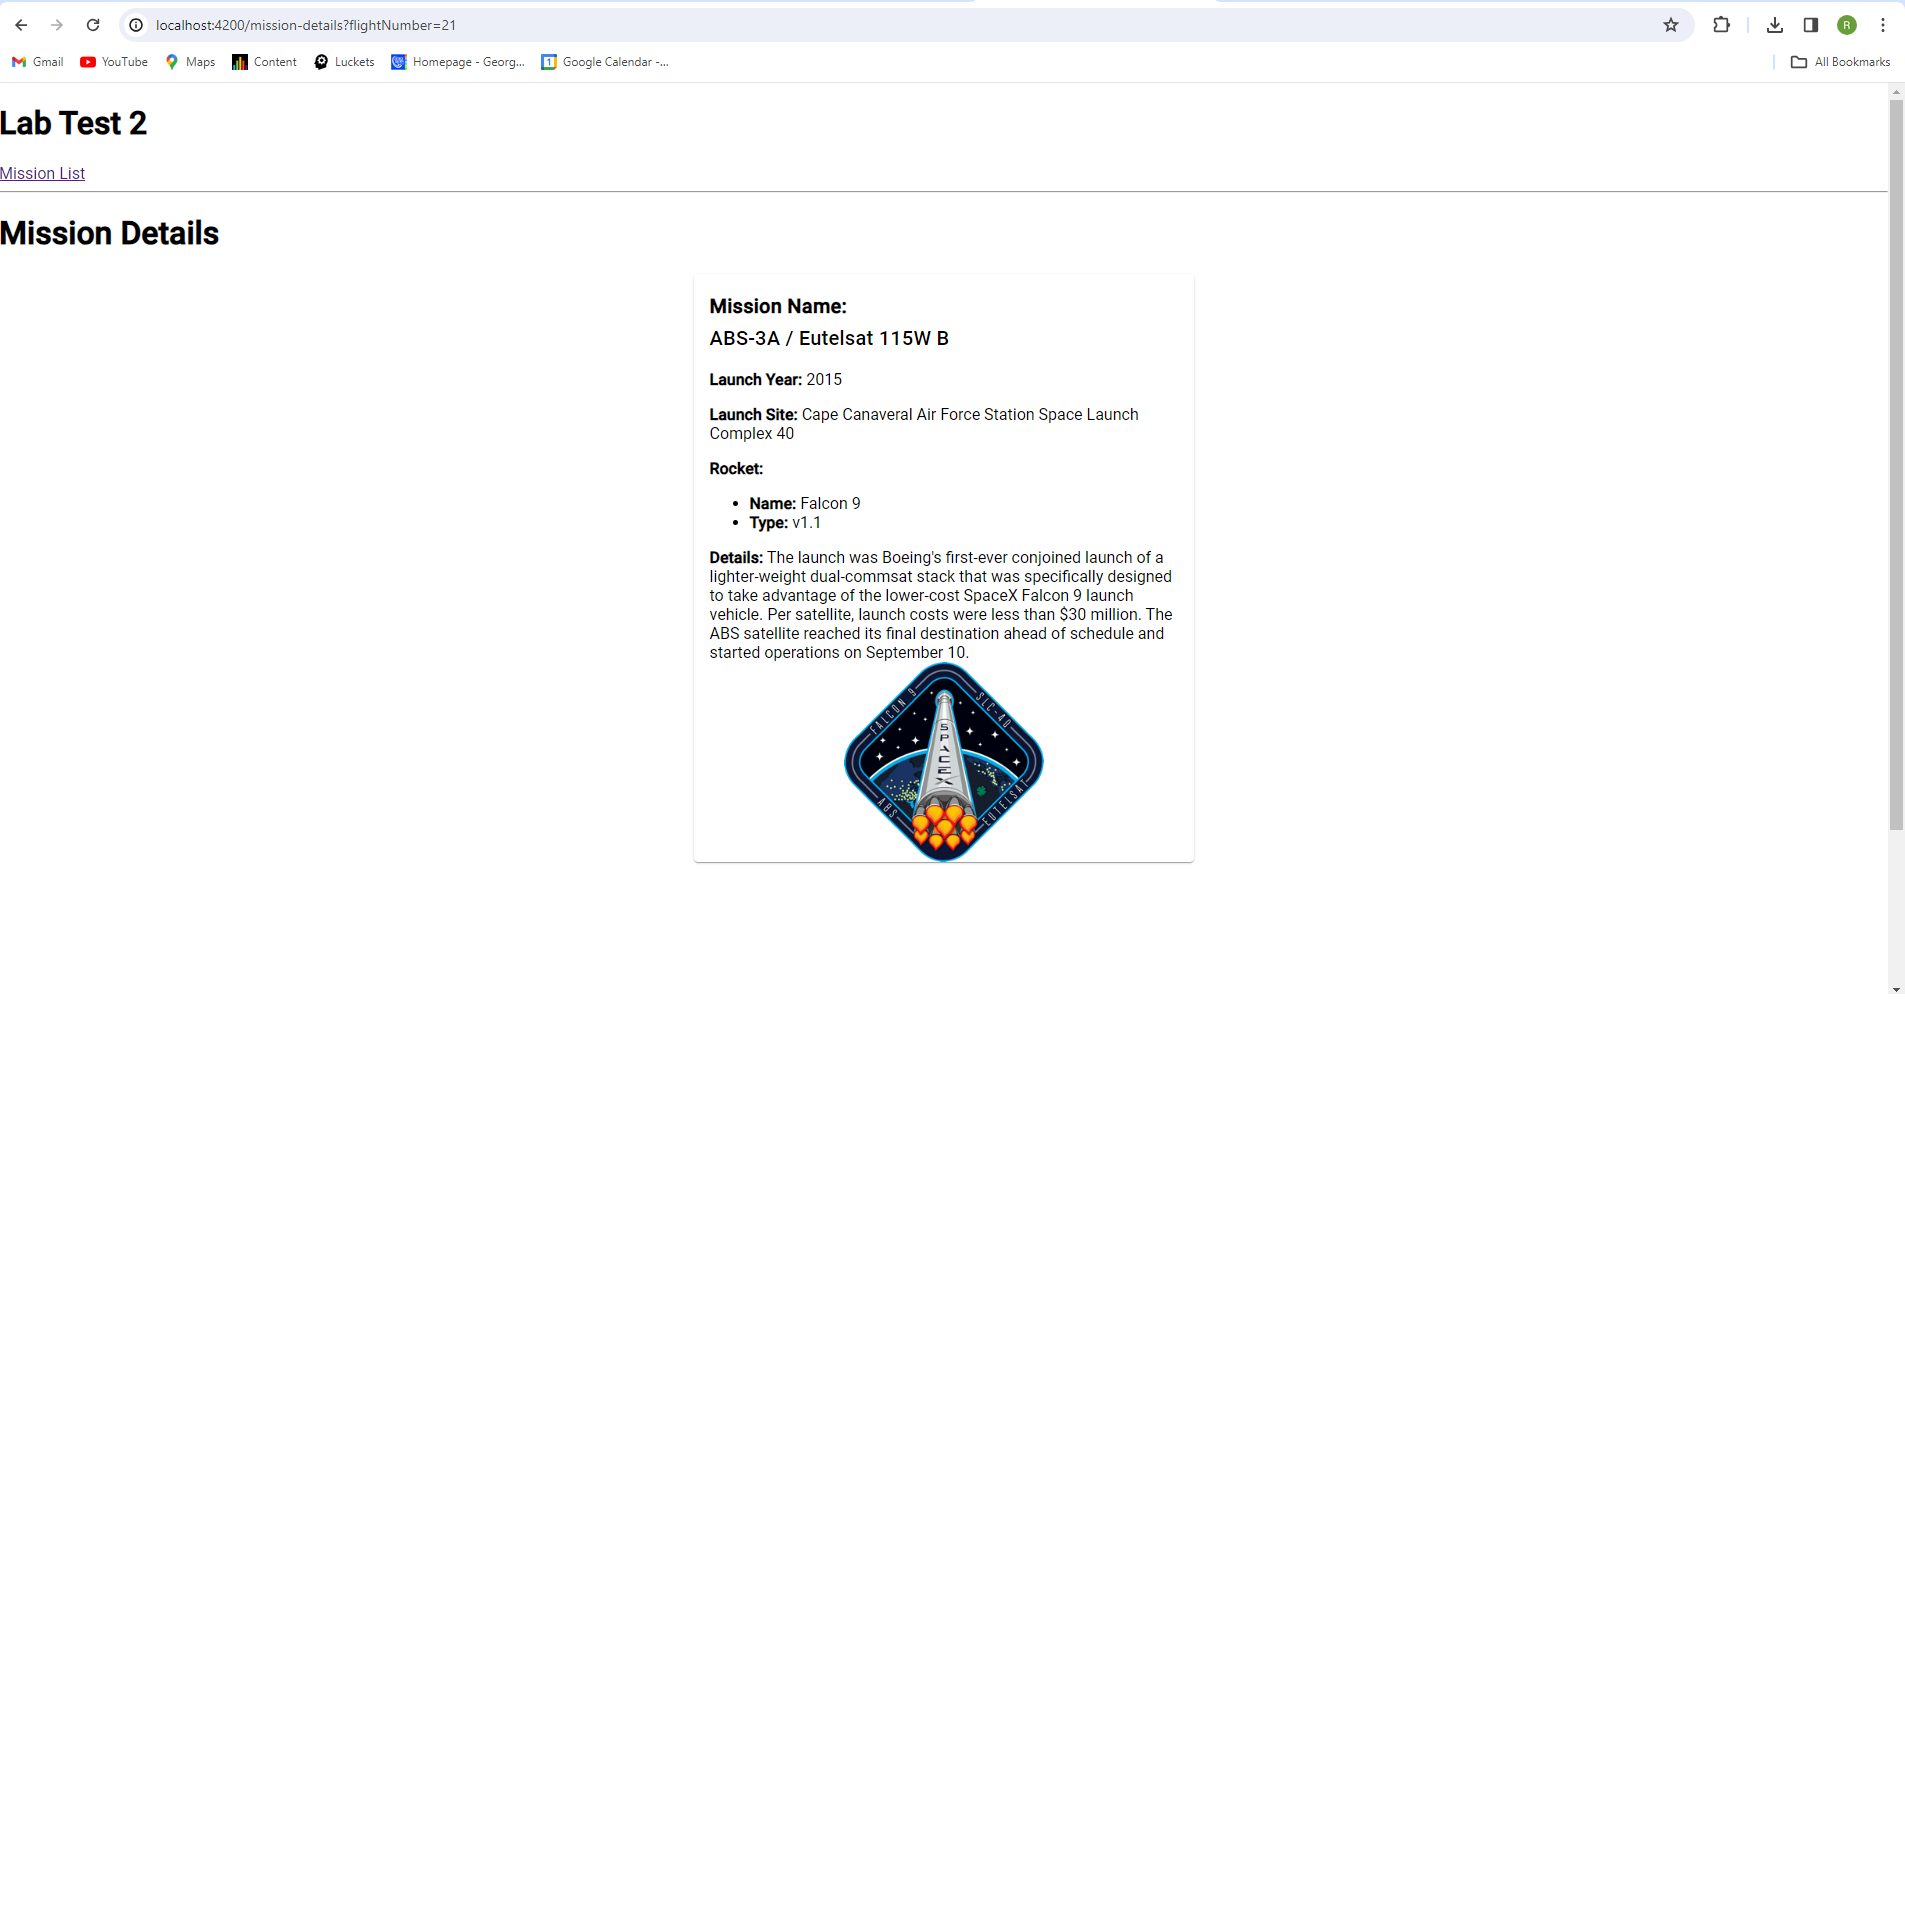 localhost:4200/mission-details?flightNumber=21
R
Gmail YouTube Maps Content Luckets Homepage - Georg... 1 Google Calendar -... All Bookmarks
Lab Test 2
Mission List
Mission Details
Mission Name:
ABS-3A / Eutelsat 115W B
Launch Year: 2015
Launch Site: Cape Canaveral Air Force Station Space Launch
Complex 40
Rocket:
• Name: Falcon 9
• Type: v1.1
Details: The launch was Boeing's first-ever conjoined launch of a
lighter-weight dual-commsat stack that was specifically designed
to take advantage of the lower-cost SpaceX Falcon 9 launch
vehicle. Per satellite, launch costs were less than $30 million. The
ABS satellite reached its final destination ahead of schedule and
started operations on September 10.
FALCON 9
SLC-40
SPACEX
ABS
EUTELSAT